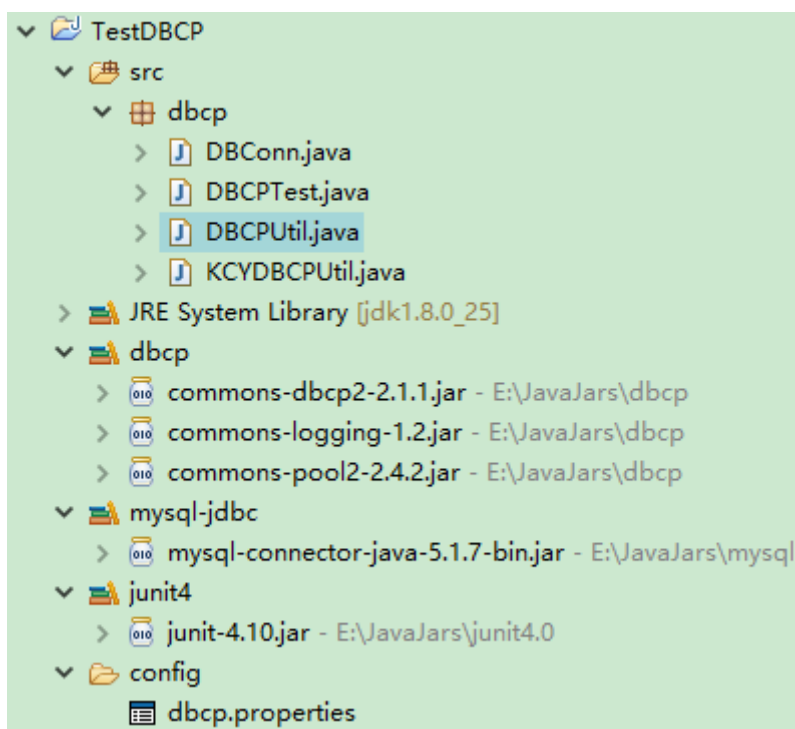 TestDBCP
src
dbcp
DBConn.java
DBCPTest.java
DBCPUtil.java
KCYDBCPUtil.java
JRE System Library [jdk1.8.0_25]
dbcp
commons-dbcp2-2.1.1.jar - E:\JavaJars\dbcp
commons-logging-1.2.jar - E:\JavaJars\dbcp
commons-pool2-2.4.2.jar - E:\JavaJars\dbcp
mysql-jdbc
mysql-connector-java-5.1.7-bin.jar - E:\JavaJars\mysql
junit4
junit-4.10.jar - E:\JavaJars\junit4.0
config
dbcp.properties